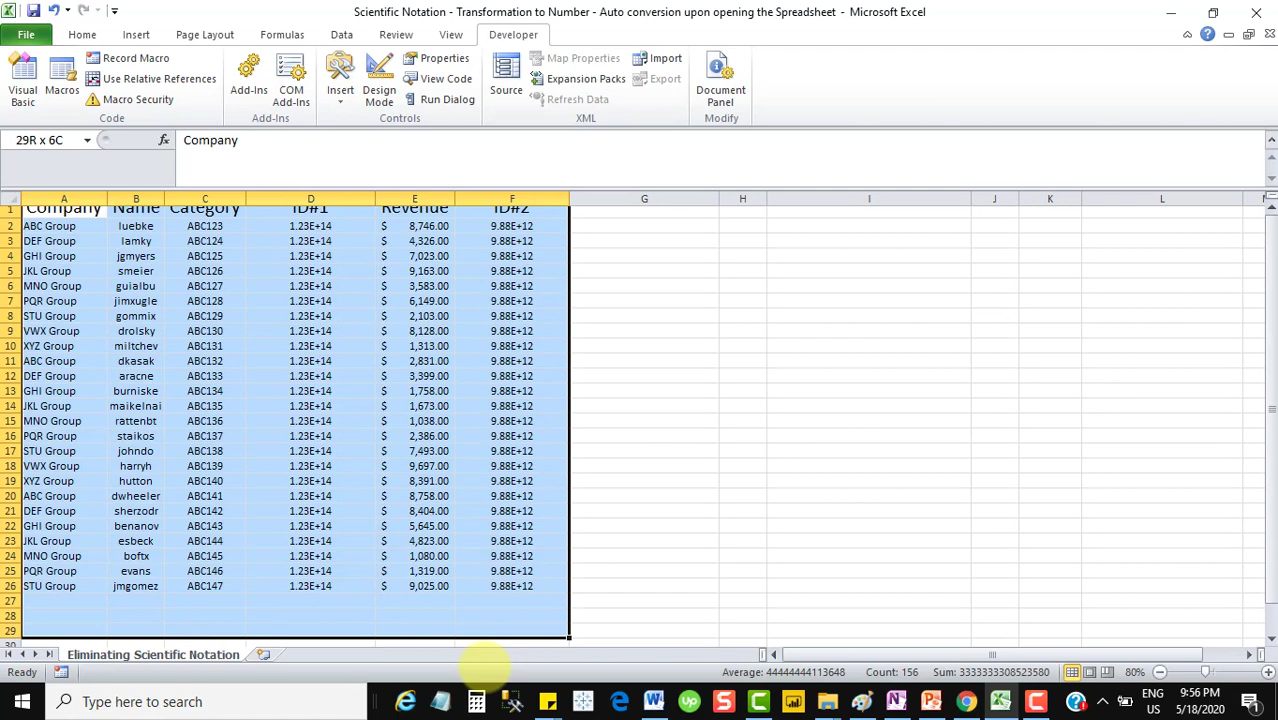 Scientific Notation - Transformation to Number - Auto conversion upon opening the Spreadsheet - Microsoft Excel
File Home Insert Page Layout Formulas Data Review View Developer
Visual Basic
Macros
Record Macro
Use Relative References
Macro Security
Code
Add-Ins
COM Add-Ins
Add-Ins
Insert
Design Mode
Properties
View Code
Run Dialog
Controls
Source
Map Properties
Expansion Packs
Refresh Data
Import
Export
XML
Document Panel
Modify
29R x 6C fx Company
A B C D E F G H I J K L
1 Company Name Category ID#1 Revenue ID#2
2 ABC Group luebke ABC123 1.23E+14 $ 8,746.00 9.88E+12
3 DEF Group lamky ABC124 1.23E+14 $ 4,326.00 9.88E+12
4 GHI Group jgmyers ABC125 1.23E+14 $ 7,023.00 9.88E+12
5 JKL Group smeier ABC126 1.23E+14 $ 9,163.00 9.88E+12
6 MNO Group guialbu ABC127 1.23E+14 $ 3,583.00 9.88E+12
7 PQR Group jimxugle ABC128 1.23E+14 $ 6,149.00 9.88E+12
8 STU Group gommix ABC129 1.23E+14 $ 2,103.00 9.88E+12
9 VWX Group drolsky ABC130 1.23E+14 $ 8,128.00 9.88E+12
10 XYZ Group miltchev ABC131 1.23E+14 $ 1,313.00 9.88E+12
11 ABC Group dkasak ABC132 1.23E+14 $ 2,831.00 9.88E+12
12 DEF Group aracne ABC133 1.23E+14 $ 3,399.00 9.88E+12
13 GHI Group burniske ABC134 1.23E+14 $ 1,758.00 9.88E+12
14 JKL Group maikelnai ABC135 1.23E+14 $ 1,673.00 9.88E+12
15 MNO Group rattenbt ABC136 1.23E+14 $ 1,038.00 9.88E+12
16 PQR Group staikos ABC137 1.23E+14 $ 2,386.00 9.88E+12
17 STU Group johndo ABC138 1.23E+14 $ 7,493.00 9.88E+12
18 VWX Group harryh ABC139 1.23E+14 $ 9,697.00 9.88E+12
19 XYZ Group hutton ABC140 1.23E+14 $ 8,391.00 9.88E+12
20 ABC Group dwheeler ABC141 1.23E+14 $ 8,758.00 9.88E+12
21 DEF Group sherzodr ABC142 1.23E+14 $ 8,404.00 9.88E+12
22 GHI Group benanov ABC143 1.23E+14 $ 5,645.00 9.88E+12
23 JKL Group esbeck ABC144 1.23E+14 $ 4,823.00 9.88E+12
24 MNO Group boftx ABC145 1.23E+14 $ 1,080.00 9.88E+12
25 PQR Group evans ABC146 1.23E+14 $ 1,319.00 9.88E+12
26 STU Group jmgomez ABC147 1.23E+14 $ 9,025.00 9.88E+12
27
28
29
30
Eliminating Scientific Notation
Ready Average: 44444444113648 Count: 156 Sum: 3333333308523580 80%
Type here to search ENG 9:56 PM
US 5/18/2020